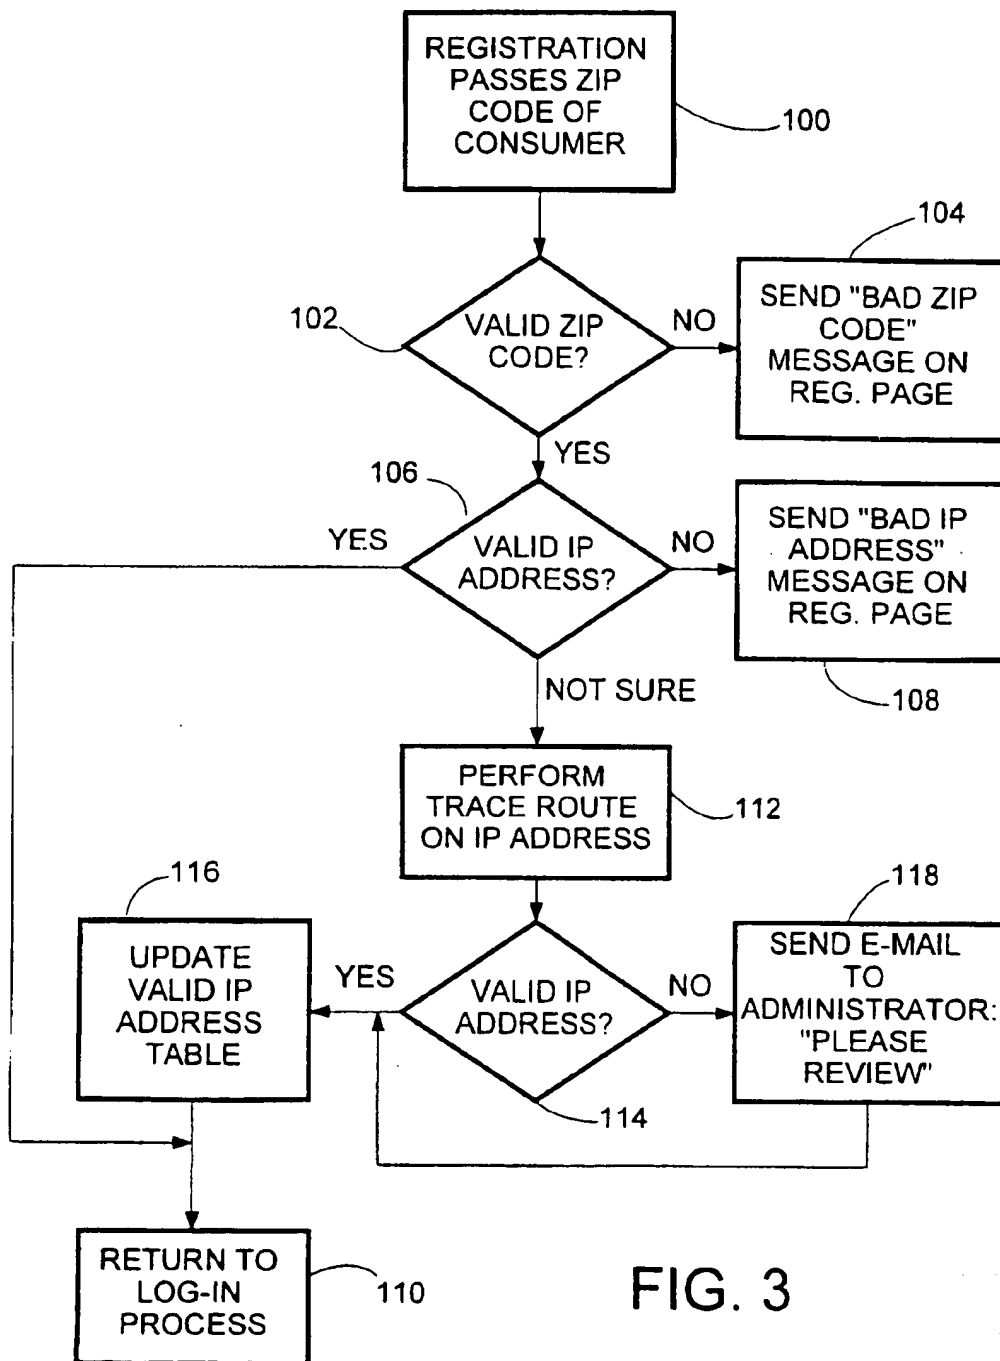 REGISTRATION
PASSES ZIP
CODE OF
CONSUMER
100
104
102
VALID ZIP
CODE?
NO
SEND "BAD ZIP
CODE"
MESSAGE ON
REG. PAGE
YES
106
YES
VALID IP
ADDRESS?
NO
SEND "BAD IP
ADDRESS"
MESSAGE ON
REG. PAGE
108
NOT SURE
PERFORM
TRACE ROUTE
ON IP ADDRESS
112
116
118
UPDATE
VALID IP
ADDRESS
TABLE
YES
VALID IP
ADDRESS?
NO
SEND E-MAIL
TO
ADMINISTRATOR:
"PLEASE
REVIEW"
114
RETURN TO
LOG-IN
PROCESS
110
FIG. 3